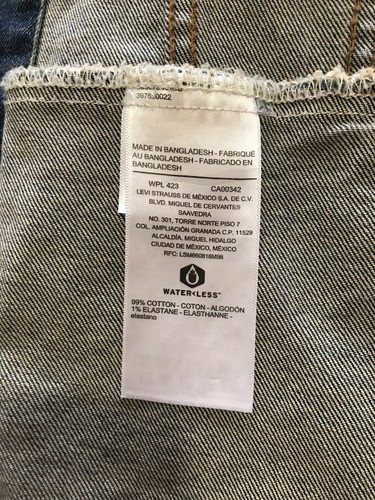 397680022
MADE IN BANGLADESH - FABRIQUÉ
AU BANGLADESH - FABRICADO EN
BANGLADESH
WPL 423 CA00342
LEVI STRAUSS DE MÉXICO S.A. DE C.V.
BLVD. MIGUEL DE CERVANTES
SAAVEDRA
NO. 301, TORRE NORTE PISO 7
COL. AMPLIACIÓN GRANADA C.P. 11529
ALCALDÍA, MIGUEL HIDALGO
CIUDAD DE MÉXICO, MÉXICO
RFC: LSM660818M98
WATER<LESS™
99% COTTON - COTON - ALGODÓN
1% ELASTANE - ELASTHANNE -
elastano